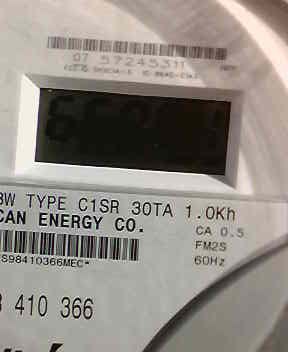 07 57245311
3W TYPE C1SR 30TA 1.0Kh
CAN ENERGY CO.
CA 0.5
FM2S
60Hz
S98410366MEC*
410 366